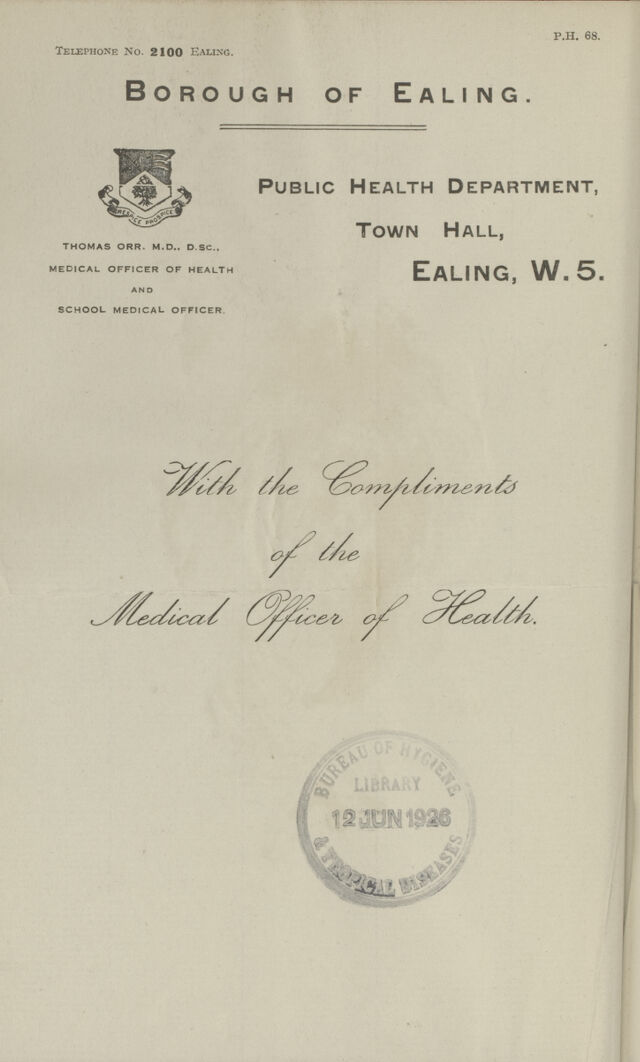 P.H. 68.
TELEPHONE NO. 2100 EALING.
BOROUGH OF EALING.
RESPICE PROSPICE
THOMAS ORR. M.D., D.SC.,
MEDICAL OFFICER OF HEALTH
AND
SCHOOL MEDICAL OFFICER.
PUBLIC HEALTH DEPARTMENT,
TOWN HALL,
EALING, W.5.
With the Compliments
of the
Medical Officer of Health.
BUREAU OF HYGIENE
LIBRARY
12 JUN 1926
& TROPICAL DISEASES